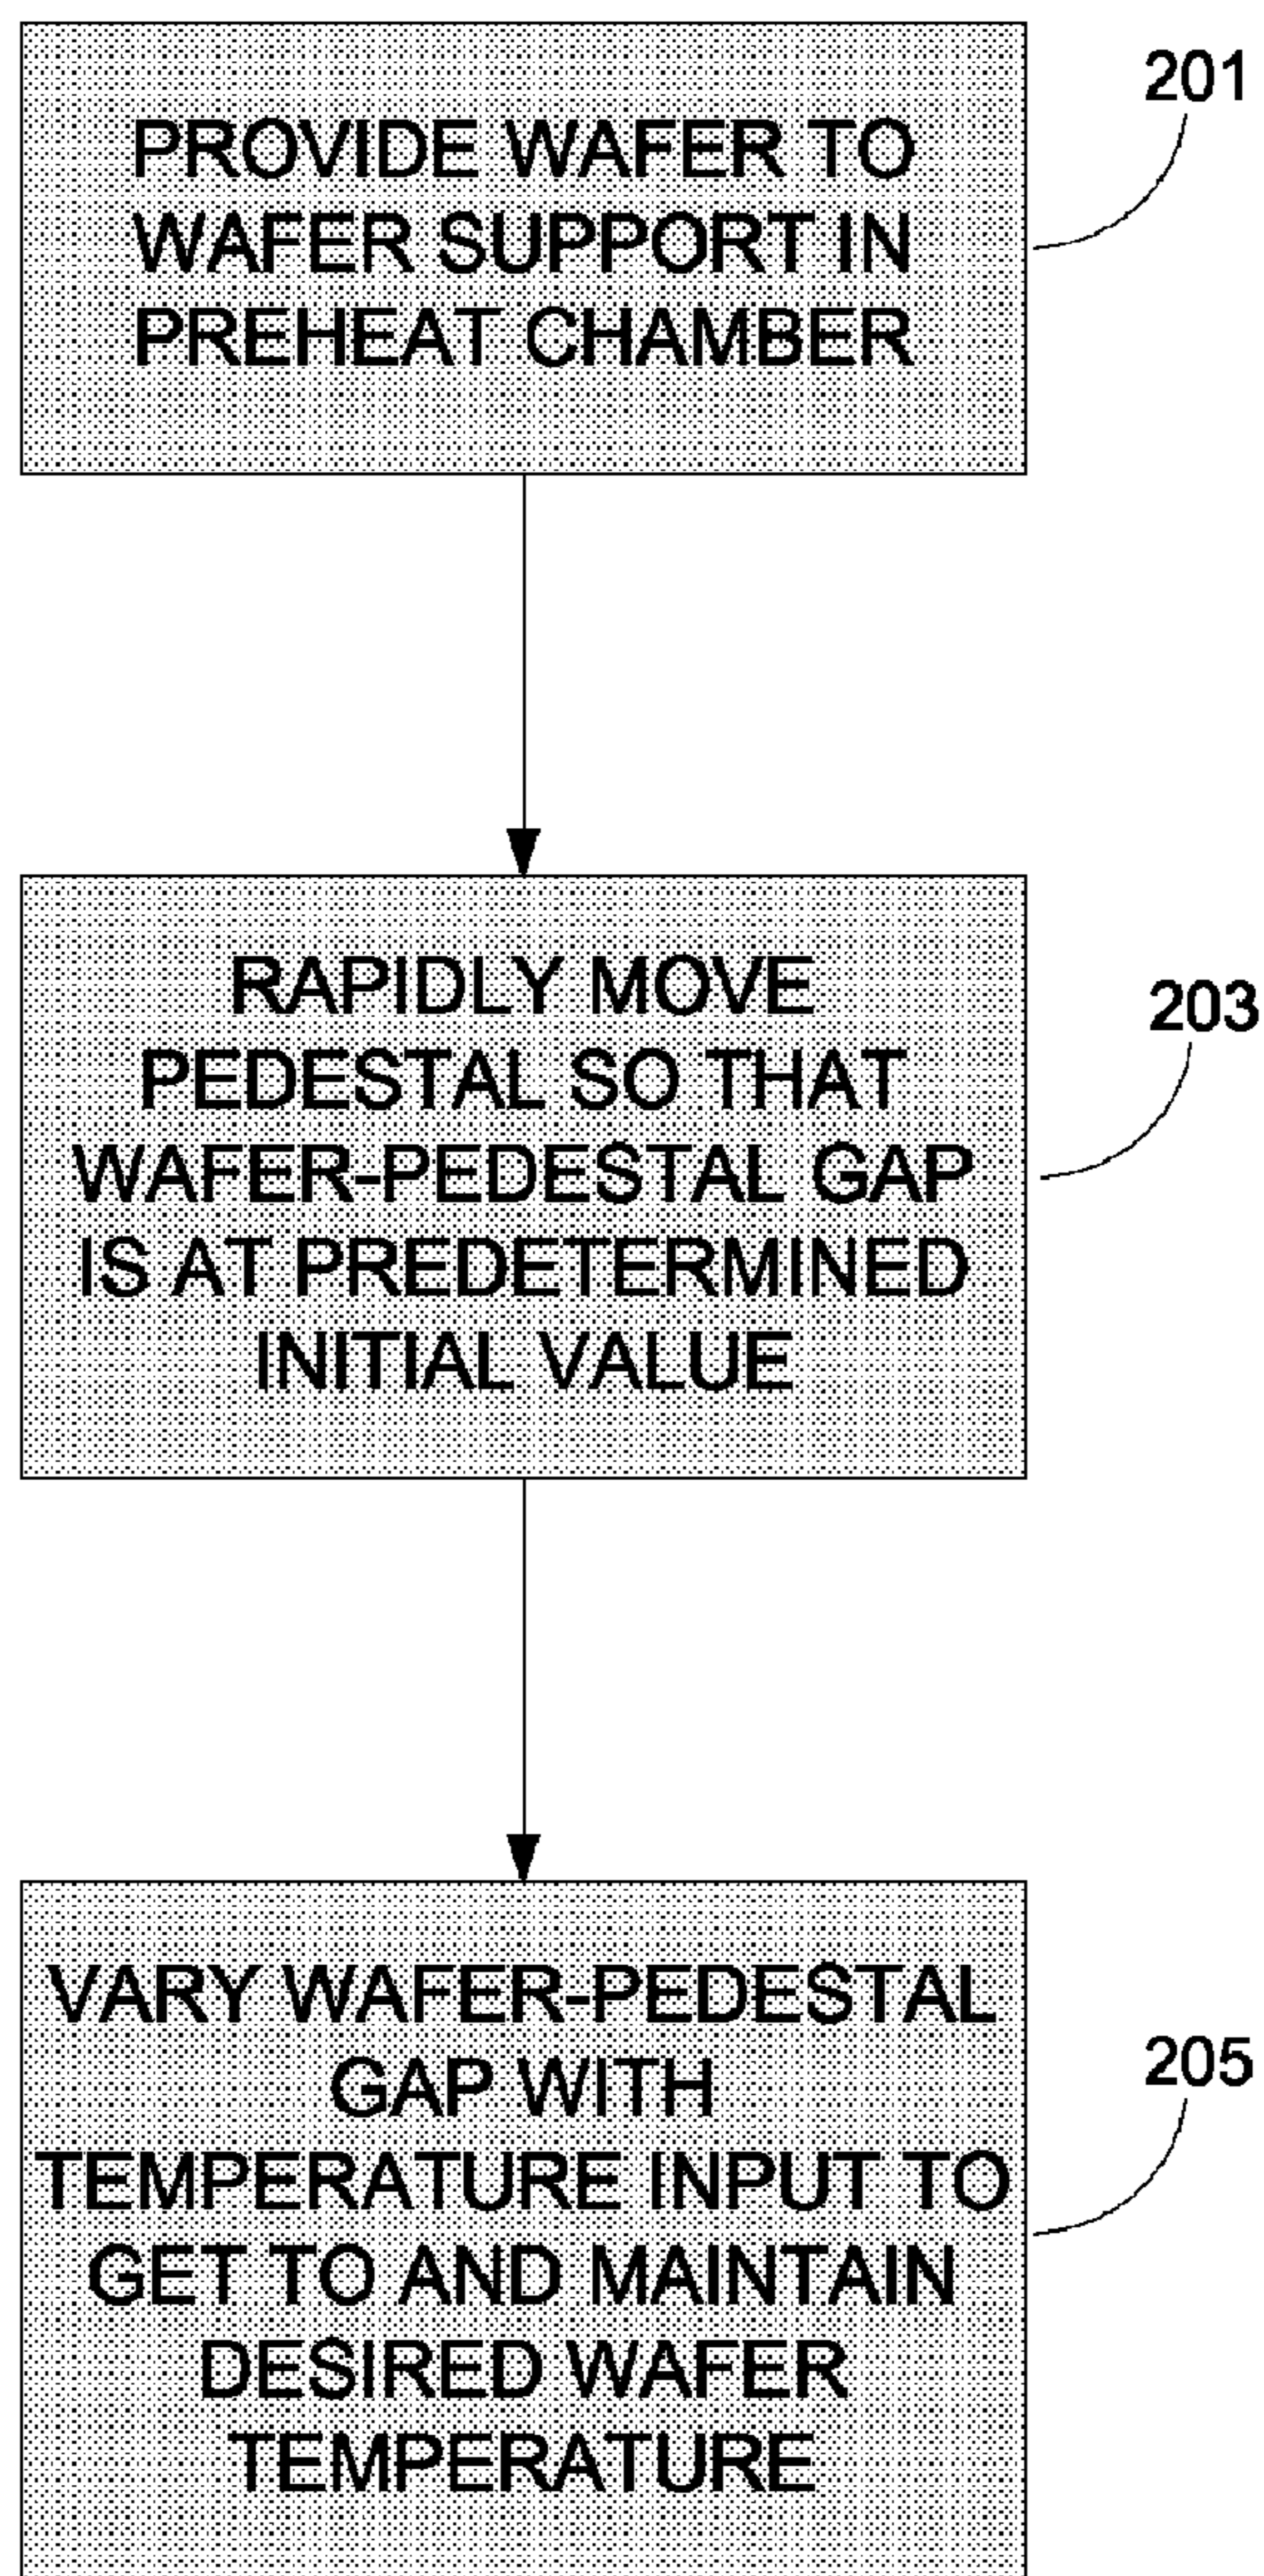 PROVIDE WAFER TO
WAFER SUPPORT IN
PREHEAT CHAMBER
201
RAPIDLY MOVE
PEDESTAL SO THAT
WAFER-PEDESTAL GAP
IS AT PREDETERMINED
INITIAL VALUE
203
VARY WAFER-PEDESTAL
GAP WITH
TEMPERATURE INPUT TO
GET TO AND MAINTAIN
DESIRED WAFER
TEMPERATURE
205